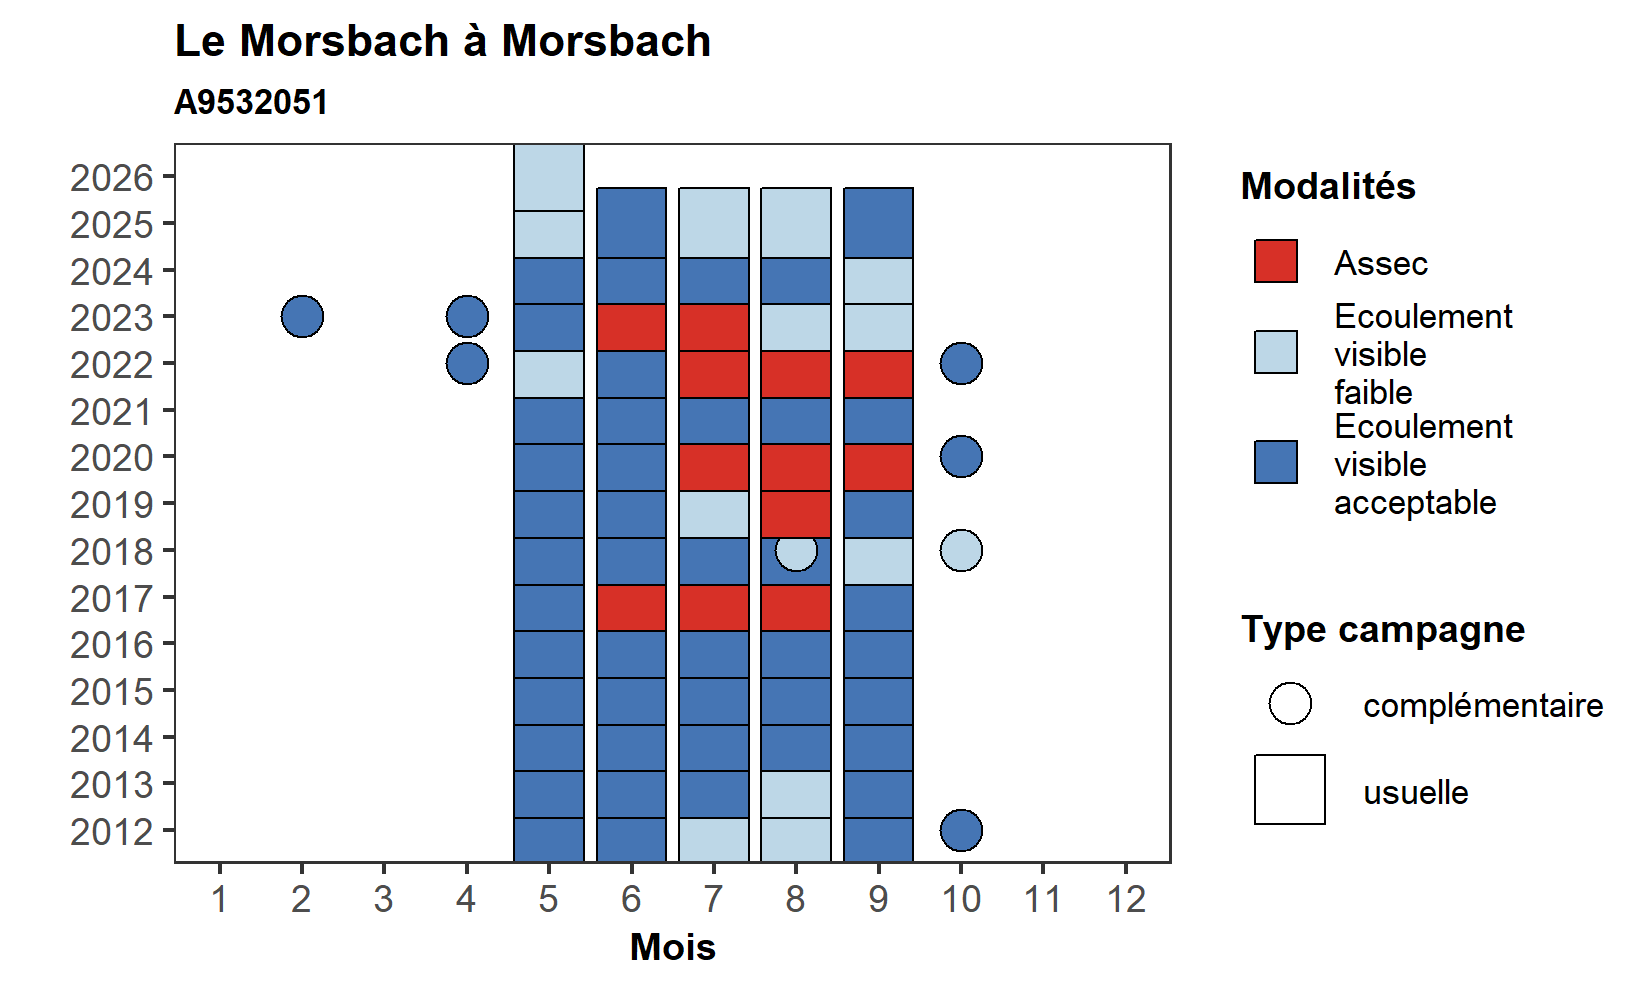 Le Morsbach à Morsbach
A9532051
2026
2025
2024
2023
2022
2021
2020
2019
2018
2017
2016
2015
2014
2013
2012
1 2 3 4 5 6 7 8 9 10 11 12
Mois
Modalités
Assec
Ecoulement
visible
faible
Ecoulement
visible
acceptable
Type campagne
complémentaire
usuelle